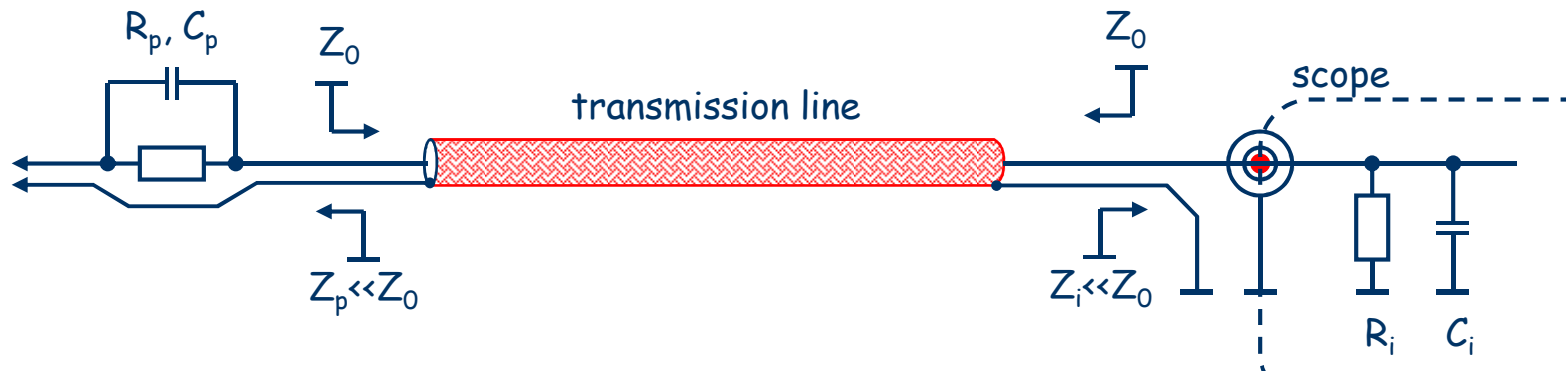 Rp, Cp
Z0
Z0
scope
transmission line
Zp<<Z0
Zi<<Z0
Ri
Ci